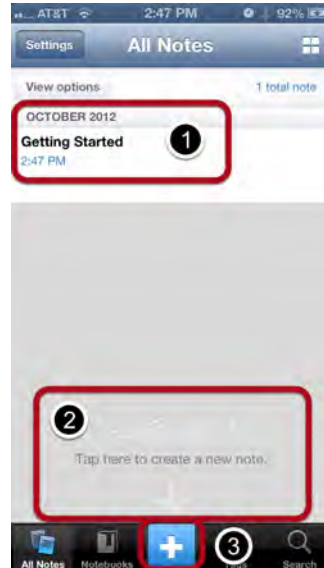 AT&T 2:47 PM 92%
Settings All Notes
View options 1 total note
OCTOBER 2012
Getting Started 1
2:47 PM
2
Tap here to create a new note.
3
All Notes Notebooks Tags Search